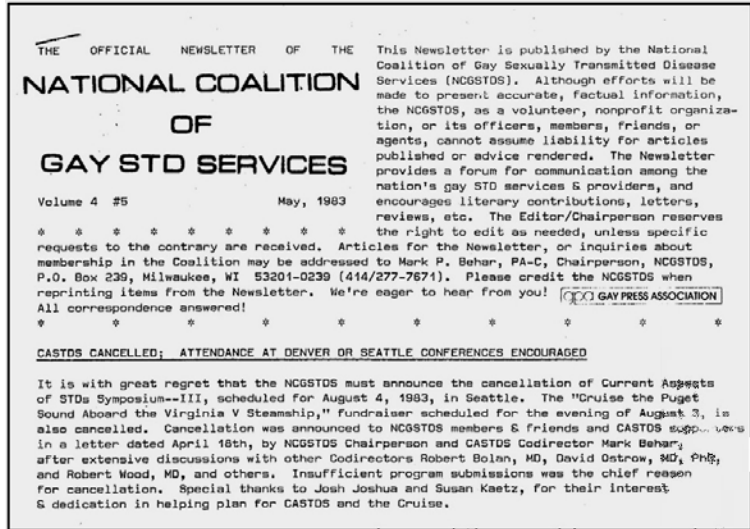 THE OFFICIAL NEWSLETTER OF THE
NATIONAL COALITION
OF
GAY STD SERVICES
Volume 4 #5 May, 1983
This Newsletter is published by the National
Coalition of Gay Sexually Transmitted Disease
Services (NCGSTDS). Although efforts will be
made to present accurate, factual information,
the NCGSTDS, as a volunteer, nonprofit organiza-
tion, or its officers, members, friends, or
agents, cannot assume liability for articles
published or advice rendered. The Newsletter
provides a forum for communication among the
nation's gay STD services & providers, and
encourages literary contributions, letters,
reviews, etc. The Editor/Chairperson reserves
* * * * * * * * * the right to edit as needed, unless specific
requests to the contrary are received. Articles for the Newsletter, or inquiries about
membership in the Coalition may be addressed to Mark P. Behar, PA-C, Chairperson, NCGSTDS,
P.O. Box 239, Milwaukee, WI 53201-0239 (414/277-7671). Please credit the NCGSTDS when
reprinting items from the Newsletter. We're eager to hear from you! gpa GAY PRESS ASSOCIATION
All correspondence answered!
* * * * * * * * * *
CASTDS CANCELLED; ATTENDANCE AT DENVER OR SEATTLE CONFERENCES ENCOURAGED
It is with great regret that the NCGSTDS must announce the cancellation of Current Aspects
of STDs Symposium--III, scheduled for August 4, 1983, in Seattle. The "Cruise the Puget
Sound Aboard the Virginia V Steamship," fundraiser scheduled for the evening of August 3, is
also cancelled. Cancellation was announced to NCGSTDS members & friends and CASTDS supporters
in a letter dated April 18th, by NCGSTDS Chairperson and CASTDS Codirector Mark Behar,
after extensive discussions with other Codirectors Robert Bolan, MD, David Ostrow, MD, PhD,
and Robert Wood, MD, and others. Insufficient program submissions was the chief reason
for cancellation. Special thanks to Josh Joshua and Susan Kaetz, for their interest
& dedication in helping plan for CASTDS and the Cruise.